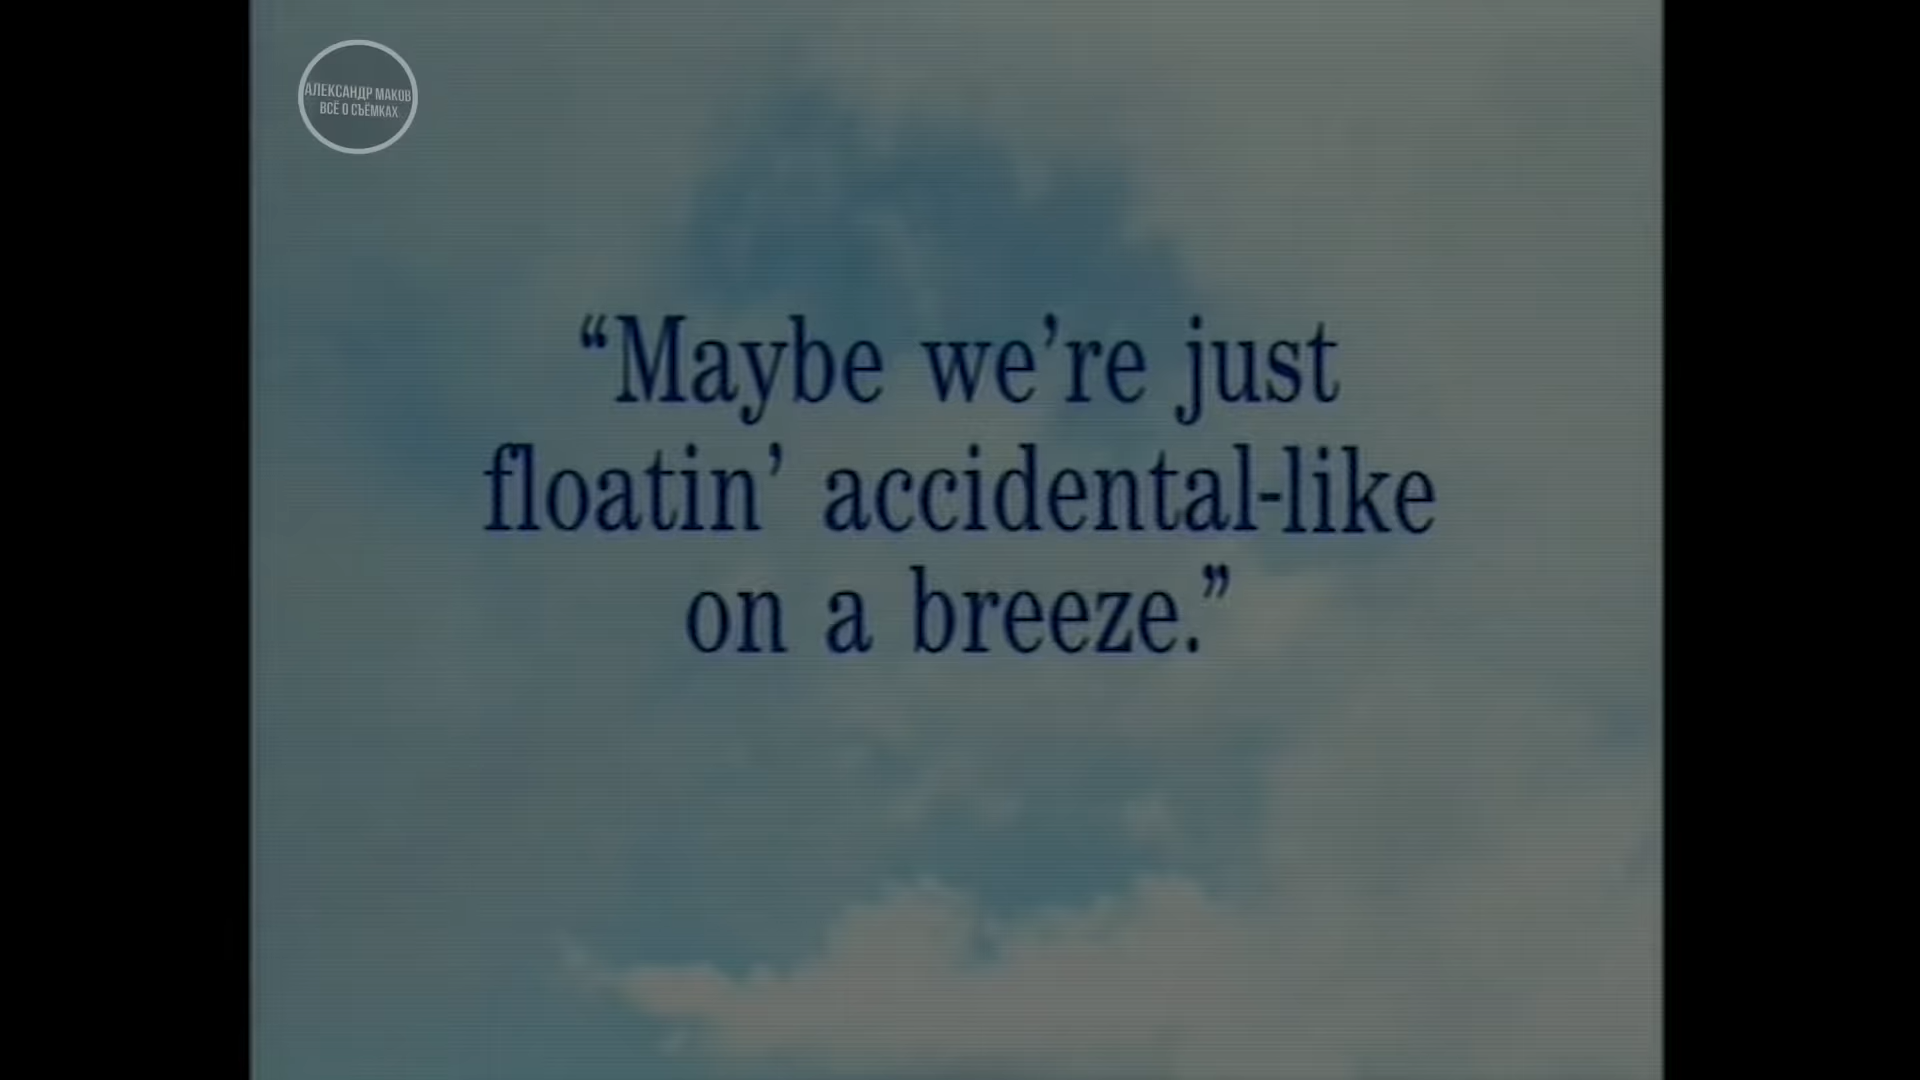 АЛЕКСАНДР МАКОВ
ВСЁ О СЪЁМКАХ
“Maybe we’re just
floatin’ accidental-like
on a breeze.”